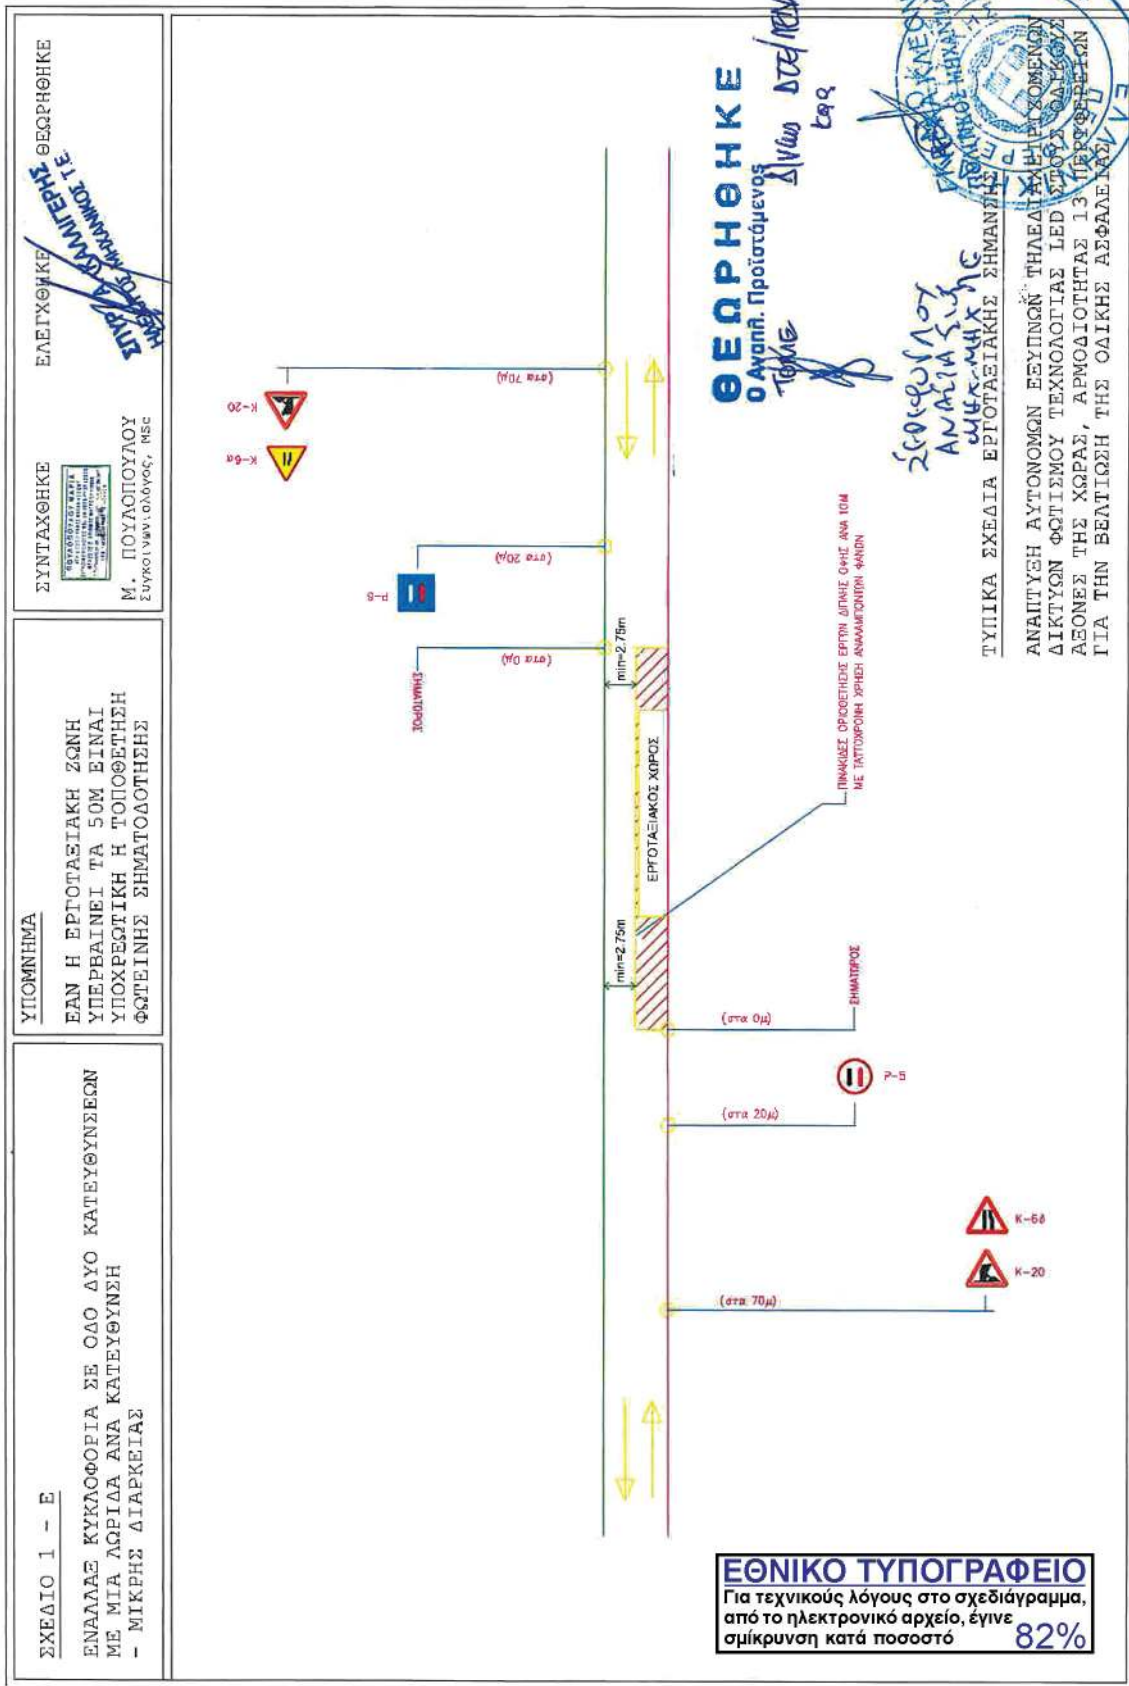 ΣΧΕΔΙΟ 1 - Ε
ΕΝΑΛΛΑΞ ΚΥΚΛΟΦΟΡΙΑ ΣΕ ΟΔΟ ΔΥΟ ΚΑΤΕΥΘΥΝΣΕΩΝ
ΜΕ ΜΙΑ ΛΩΡΙΔΑ ΑΝΑ ΚΑΤΕΥΘΥΝΣΗ
- ΜΙΚΡΗΣ ΔΙΑΡΚΕΙΑΣ
ΥΠΟΜΝΗΜΑ
ΕΑΝ Η ΕΡΓΟΤΑΞΙΑΚΗ ΖΩΝΗ
ΥΠΕΡΒΑΙΝΕΙ ΤΑ 50Μ ΕΙΝΑΙ
ΥΠΟΧΡΕΩΤΙΚΗ Η ΤΟΠΟΘΕΤΗΣΗ
ΦΩΤΕΙΝΗΣ ΣΗΜΑΤΟΔΟΤΗΣΗΣ
ΣΥΝΤΑΧΘΗΚΕ
ΠΟΥΛΟΠΟΥΛΟΥ ΜΑΡΙΑ
Μ. ΠΟΥΛΟΠΟΥΛΟΥ
Συγκοινωνιολόγος, MSc
ΕΛΕΓΧΘΗΚΕ
ΘΕΩΡΗΘΗΚΕ
ΣΠΥΡ ΚΑΛΛΙΓΕΡΗΣ
ΜΗΧΑΝΙΚΟΣ Τ.Ε.
Κ-6α
Κ-20
(στα 70μ)
Ρ-6
(στα 20μ)
ΣΗΜΑΤΩΡΟΣ
(στα 0μ)
min=2.75m
ΕΡΓΟΤΑΞΙΑΚΟΣ ΧΩΡΟΣ
min=2.75m
ΠΙΝΑΚΙΔΕΣ ΟΡΙΟΘΕΤΗΣΗΣ ΕΡΓΩΝ ΔΙΠΛΗΣ ΟΨΗΣ ΑΝΑ 10Μ
ΜΕ ΤΑΥΤΟΧΡΟΝΗ ΧΡΗΣΗ ΑΝΑΛΑΜΠΟΝΤΩΝ ΦΑΝΩΝ
(στα 0μ)
ΣΗΜΑΤΩΡΟΣ
(στα 20μ)
Ρ-5
(στα 70μ)
Κ-6δ
Κ-20
ΘΕΩΡΗΘΗΚΕ
Ο Αναπλ. Προϊστάμενος
ΤΥΠΙΚΑ ΣΧΕΔΙΑ ΕΡΓΟΤΑΞΙΑΚΗΣ ΣΗΜΑΝΣΗΣ
ΑΝΑΠΤΥΞΗ ΑΥΤΟΝΟΜΩΝ ΕΞΥΠΝΩΝ ΤΗΛΕΔΙΑΧΕΙΡΙΖΟΜΕΝΩΝ
ΔΙΚΤΥΩΝ ΦΩΤΙΣΜΟΥ ΤΕΧΝΟΛΟΓΙΑΣ LED ΣΤΟΥΣ ΟΔΙΚΟΥΣ
ΑΞΟΝΕΣ ΤΗΣ ΧΩΡΑΣ, ΑΡΜΟΔΙΟΤΗΤΑΣ 13 ΠΕΡΙΦΕΡΕΙΩΝ
ΓΙΑ ΤΗΝ ΒΕΛΤΙΩΣΗ ΤΗΣ ΟΔΙΚΗΣ ΑΣΦΑΛΕΙΑΣ
ΕΘΝΙΚΟ ΤΥΠΟΓΡΑΦΕΙΟ
Για τεχνικούς λόγους στο σχεδιάγραμμα,
από το ηλεκτρονικό αρχείο, έγινε
σμίκρυνση κατά ποσοστό 82%